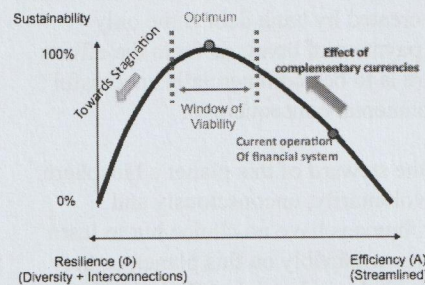 Sustainability
Optimum
100%
Towards Stagnation
Effect of
complementary currencies
Window of
Viability
Current operation
Of financial system
0%
Resilience (Φ)
(Diversity + Interconnections)
Efficiency (A)
(Streamlined)